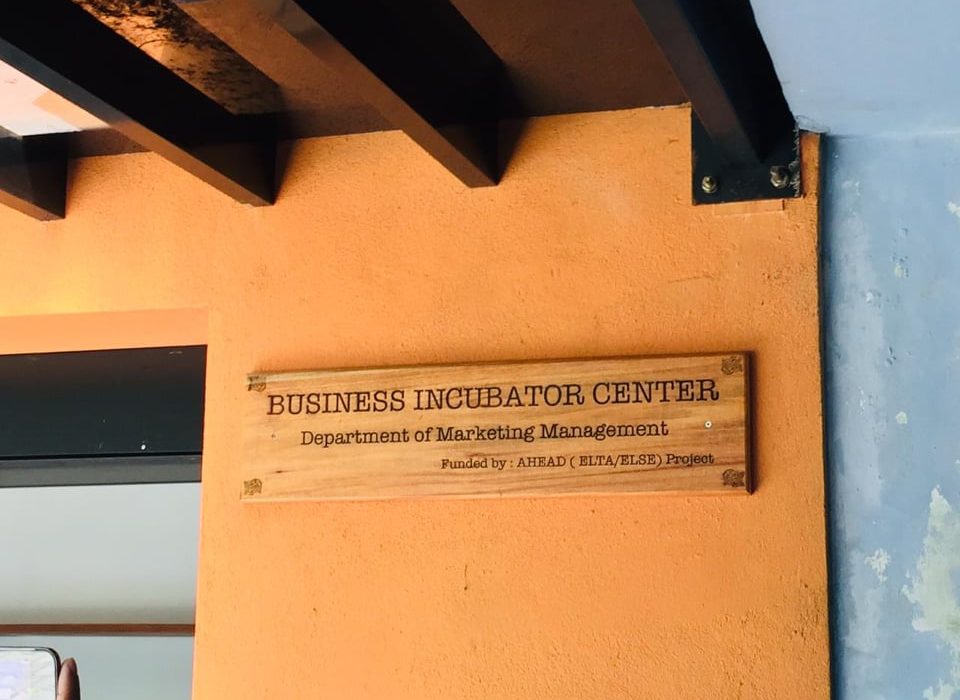 BUSINESS INCUBATOR CENTER
Department of Marketing Management
Funded by : AHEAD ( ELTA/ELSE) Project